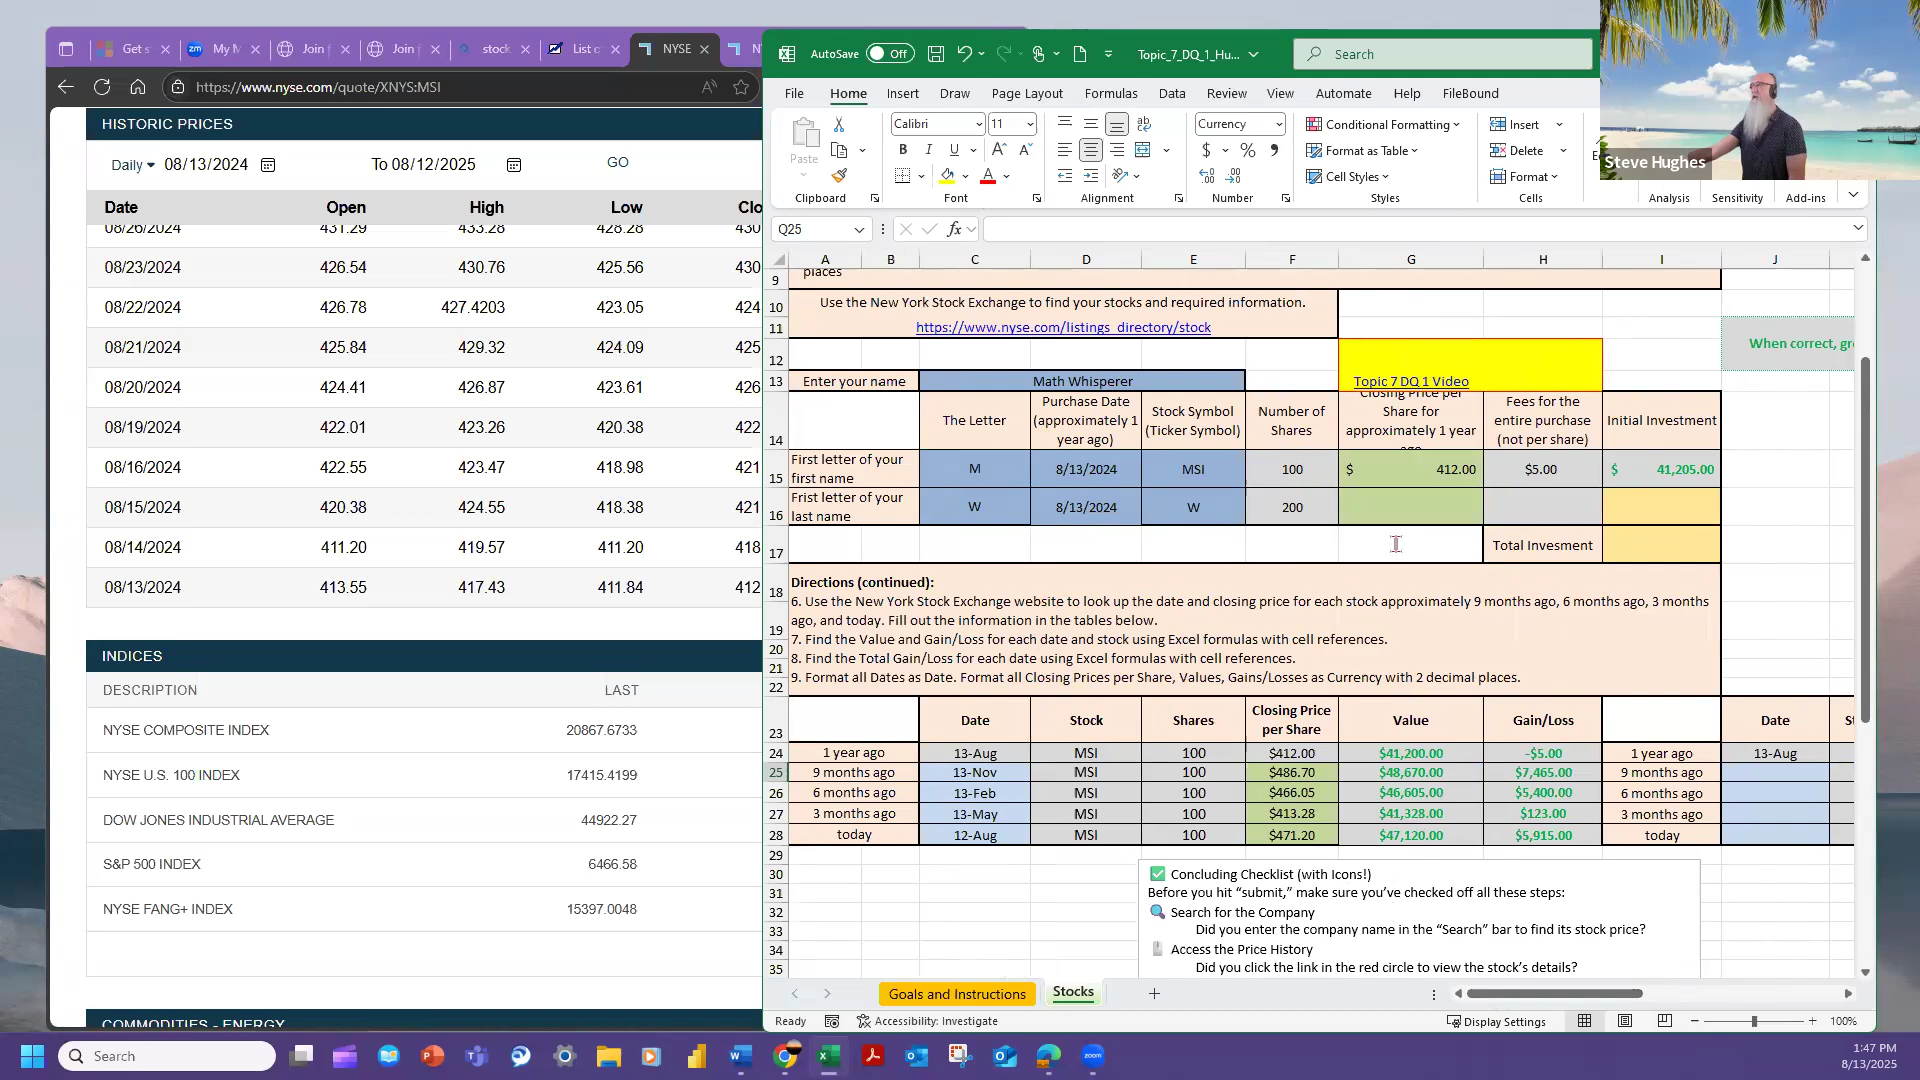 Get s
My M
Join f
Join f
stock
List o
NYSE
https://www.nyse.com/quote/XNYS:MSI
HISTORIC PRICES
Daily 08/13/2024 To 08/12/2025 GO
Date Open High Low Clo
08/26/2024 431.29 433.28 428.28 430
08/23/2024 426.54 430.76 425.56 430
08/22/2024 426.78 427.4203 423.05 424
08/21/2024 425.84 429.32 424.09 425
08/20/2024 424.41 426.87 423.61 426
08/19/2024 422.01 423.26 420.38 422
08/16/2024 422.55 423.47 418.98 421
08/15/2024 420.38 424.55 418.38 421
08/14/2024 411.20 419.57 411.20 418
08/13/2024 413.55 417.43 411.84 412
INDICES
DESCRIPTION LAST
NYSE COMPOSITE INDEX 20867.6733
NYSE U.S. 100 INDEX 17415.4199
DOW JONES INDUSTRIAL AVERAGE 44922.27
S&P 500 INDEX 6466.58
NYSE FANG+ INDEX 15397.0048
COMMODITIES - ENERGY
AutoSave Off Topic_7_DQ_1_Hu... Search
File Home Insert Draw Page Layout Formulas Data Review View Automate Help FileBound
Steve Hughes
Paste
Calibri 11
Currency
Conditional Formatting
Format as Table
Cell Styles
Insert
Delete
Format
Clipboard Font Alignment Number Styles Cells Analysis Sensitivity Add-ins
Q25 fx
A B C D E F G H I J
9 places
10 Use the New York Stock Exchange to find your stocks and required information.
11 https://www.nyse.com/listings_directory/stock
12 When correct, gr
13 Enter your name Math Whisperer Topic 7 DQ 1 Video
14 The Letter Purchase Date (approximately 1 year ago) Stock Symbol (Ticker Symbol) Number of Shares Closing Price per Share for approximately 1 year ago Fees for the entire purchase (not per share) Initial Investment
15 First letter of your first name M 8/13/2024 MSI 100 $ 412.00 $5.00 $ 41,205.00
16 Frist letter of your last name W 8/13/2024 W 200
17 Total Invesment
18 Directions (continued):
19 6. Use the New York Stock Exchange website to look up the date and closing price for each stock approximately 9 months ago, 6 months ago, 3 months
ago, and today. Fill out the information in the tables below.
20 7. Find the Value and Gain/Loss for each date and stock using Excel formulas with cell references.
21 8. Find the Total Gain/Loss for each date using Excel formulas with cell references.
22 9. Format all Dates as Date. Format all Closing Prices per Share, Values, Gains/Losses as Currency with 2 decimal places.
23 Date Stock Shares Closing Price per Share Value Gain/Loss Date St
24 1 year ago 13-Aug MSI 100 $412.00 $41,200.00 -$5.00 1 year ago 13-Aug
25 9 months ago 13-Nov MSI 100 $486.70 $48,670.00 $7,465.00 9 months ago
26 6 months ago 13-Feb MSI 100 $466.05 $46,605.00 $5,400.00 6 months ago
27 3 months ago 13-May MSI 100 $413.28 $41,328.00 $123.00 3 months ago
28 today 12-Aug MSI 100 $471.20 $47,120.00 $5,915.00 today
29
30 Concluding Checklist (with Icons!)
31 Before you hit “submit,” make sure you’ve checked off all these steps:
32 Search for the Company
33 Did you enter the company name in the “Search” bar to find its stock price?
34 Access the Price History
35 Did you click the link in the red circle to view the stock’s details?
Goals and Instructions Stocks
Ready Accessibility: Investigate Display Settings 100%
Search
1:47 PM
8/13/2025